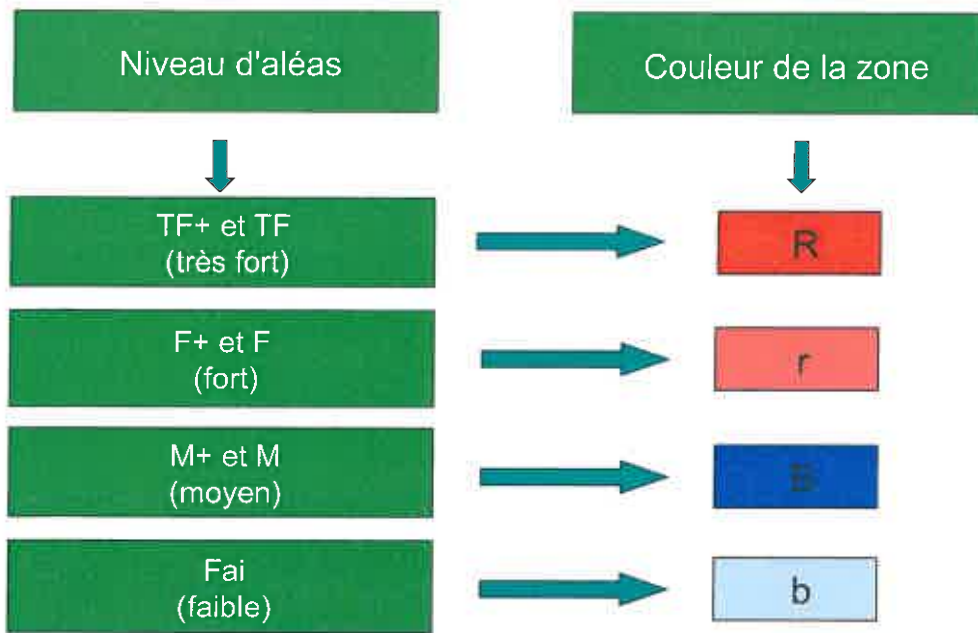 Niveau d'aléas
Couleur de la zone
TF+ et TF
(très fort)
R
F+ et F
(fort)
r
M+ et M
(moyen)
B
Fai
(faible)
b